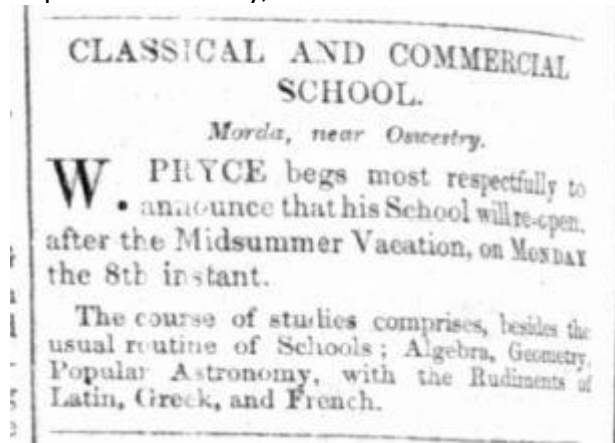 CLASSICAL AND COMMERCIAL
SCHOOL.
Morda, near Oswestry.
W. PRYCE begs most respectfully to
announce that his School will re-open,
after the Midsummer Vacation, on MONDAY
the 8th instant.
The course of studies comprises, besides the
usual routine of Schools; Algebra, Geometry,
Popular Astronomy, with the Rudiments of
Latin, Greek, and French.